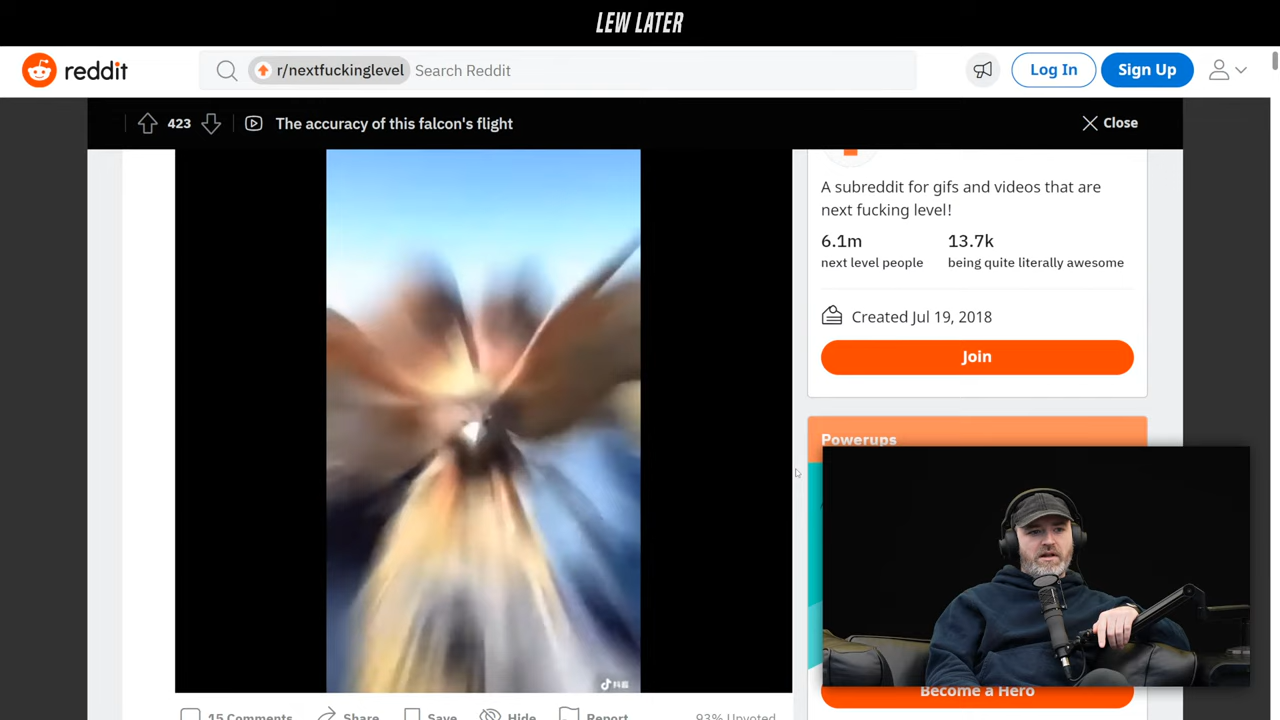 LEW LATER
reddit
r/nextfuckinglevel Search Reddit
Log In
Sign Up
423
The accuracy of this falcon's flight
Close
A subreddit for gifs and videos that are
next fucking level!
6.1m
next level people
13.7k
being quite literally awesome
Created Jul 19, 2018
Join
Powerups
Become a Hero
抖音
15 Comments
Share
Save
Hide
Report
93% Upvoted